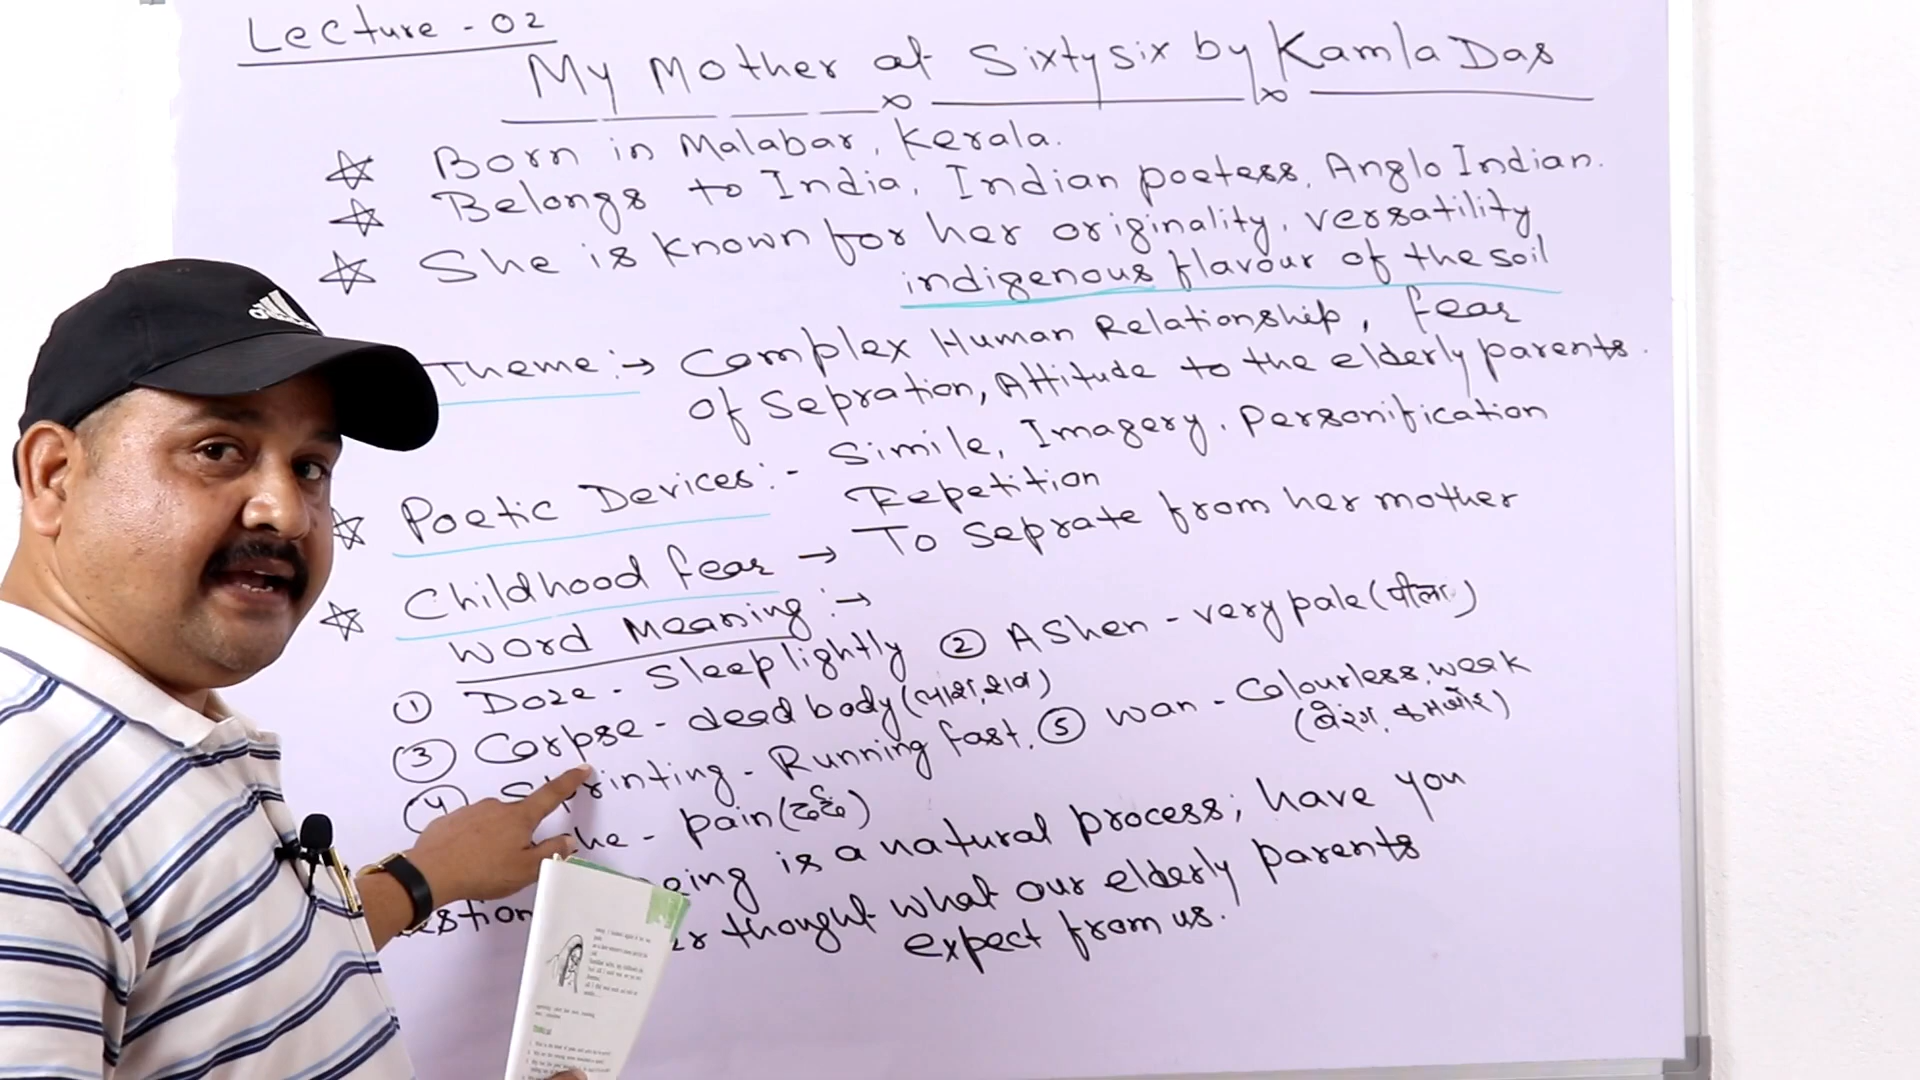 Lecture - 02
My Mother at Sixty six by Kamla Das
Born in Malabar, Kerala.
Belongs to India, Indian poetess, Anglo Indian.
She is known for her originality, versatility
indigenous flavour of the soil
Theme :→ Complex Human Relationship, fear
of Sepration, Attitude to the elderly parents.
Poetic Devices :- Simile, Imagery, Personification
Repetition
Childhood fear → To Seprate from her mother
Word Meaning :→
① Doze - Sleep lightly ② Ashen - very pale (पीला)
③ Corpse - dead body (लाश, शव)
④ Sprinting - Running fast. ⑤ wan - Colourless, weak
(बेरंग, कमजोर)
- pain (दर्द)
is a natural process; have you
thought what our elderly parents
expect from us.
adidas